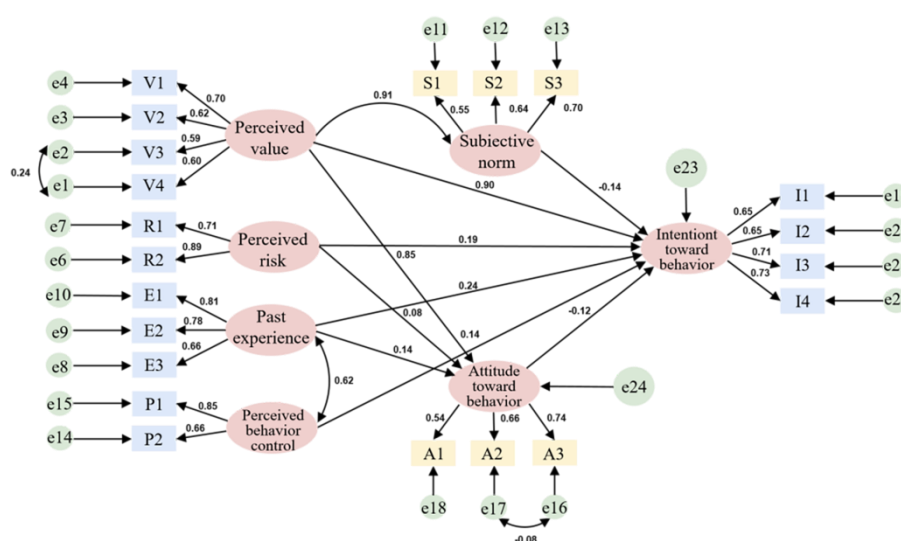 e11
e12
e13
e4
V1
S1
S2
S3
0.70
0.91
0.55
0.64
0.70
e3
V2
0.62
Perceived
value
Subiective
norm
0.59
e2
V3
0.60
0.24
e1
V4
0.90
-0.14
e23
e7
R1
0.71
Perceived
risk
0.19
Intentiont
toward
behavior
0.65
I1
e1
0.65
I2
e2
0.71
I3
e2
0.73
I4
e2
e6
R2
0.89
0.85
e10
E1
0.81
0.24
e9
E2
0.78
Past
experience
0.08
0.14
-0.12
e8
E3
0.66
0.14
0.62
Attitude
toward
behavior
e24
e15
P1
0.85
Perceived
behavior
control
e14
P2
0.66
0.54
0.66
0.74
A1
A2
A3
e18
e17
e16
-0.08